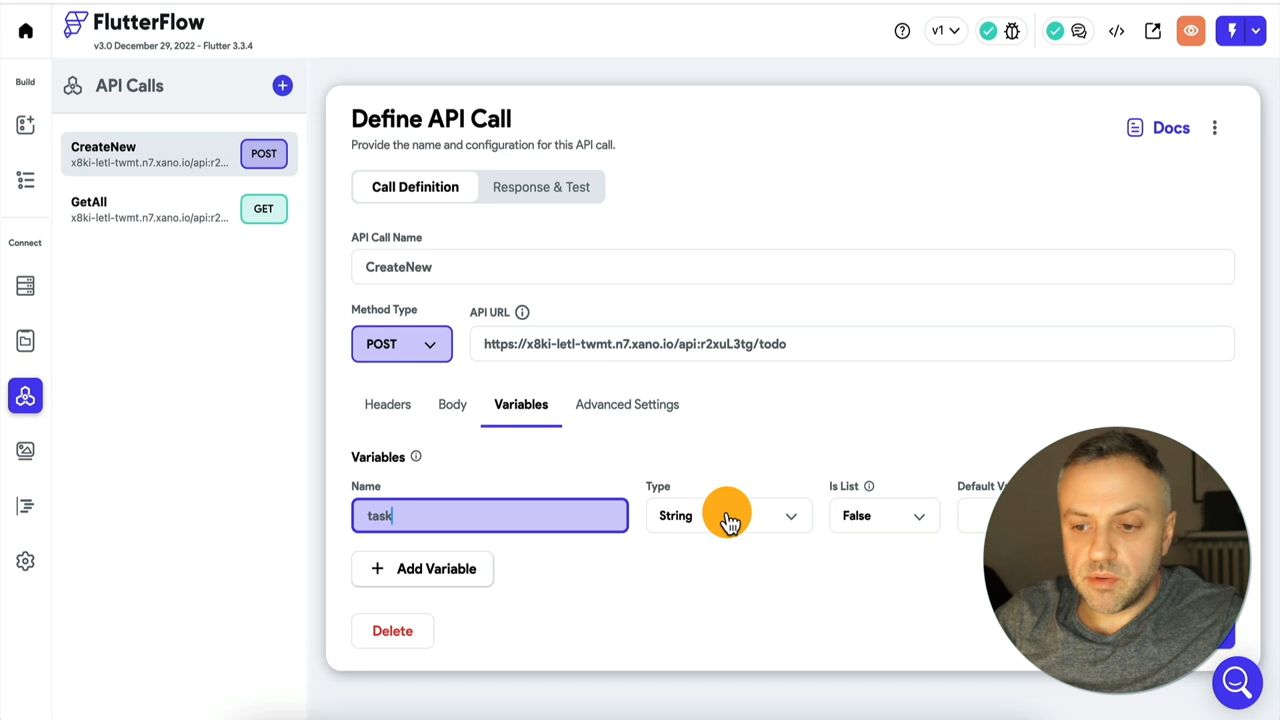 FlutterFlow
v3.0 December 29, 2022 - Flutter 3.3.4
v1
Build
API Calls
CreateNew
x8ki-letl-twmt.n7.xano.io/api:r2...
POST
GetAll
x8ki-letl-twmt.n7.xano.io/api:r2...
GET
Connect
Define API Call
Provide the name and configuration for this API call.
Docs
Call Definition
Response & Test
API Call Name
CreateNew
Method Type
API URL
POST
https://x8ki-letl-twmt.n7.xano.io/api:r2xuL3tg/todo
Headers
Body
Variables
Advanced Settings
Variables
Name
Type
Is List
Default
task
String
False
+ Add Variable
Delete